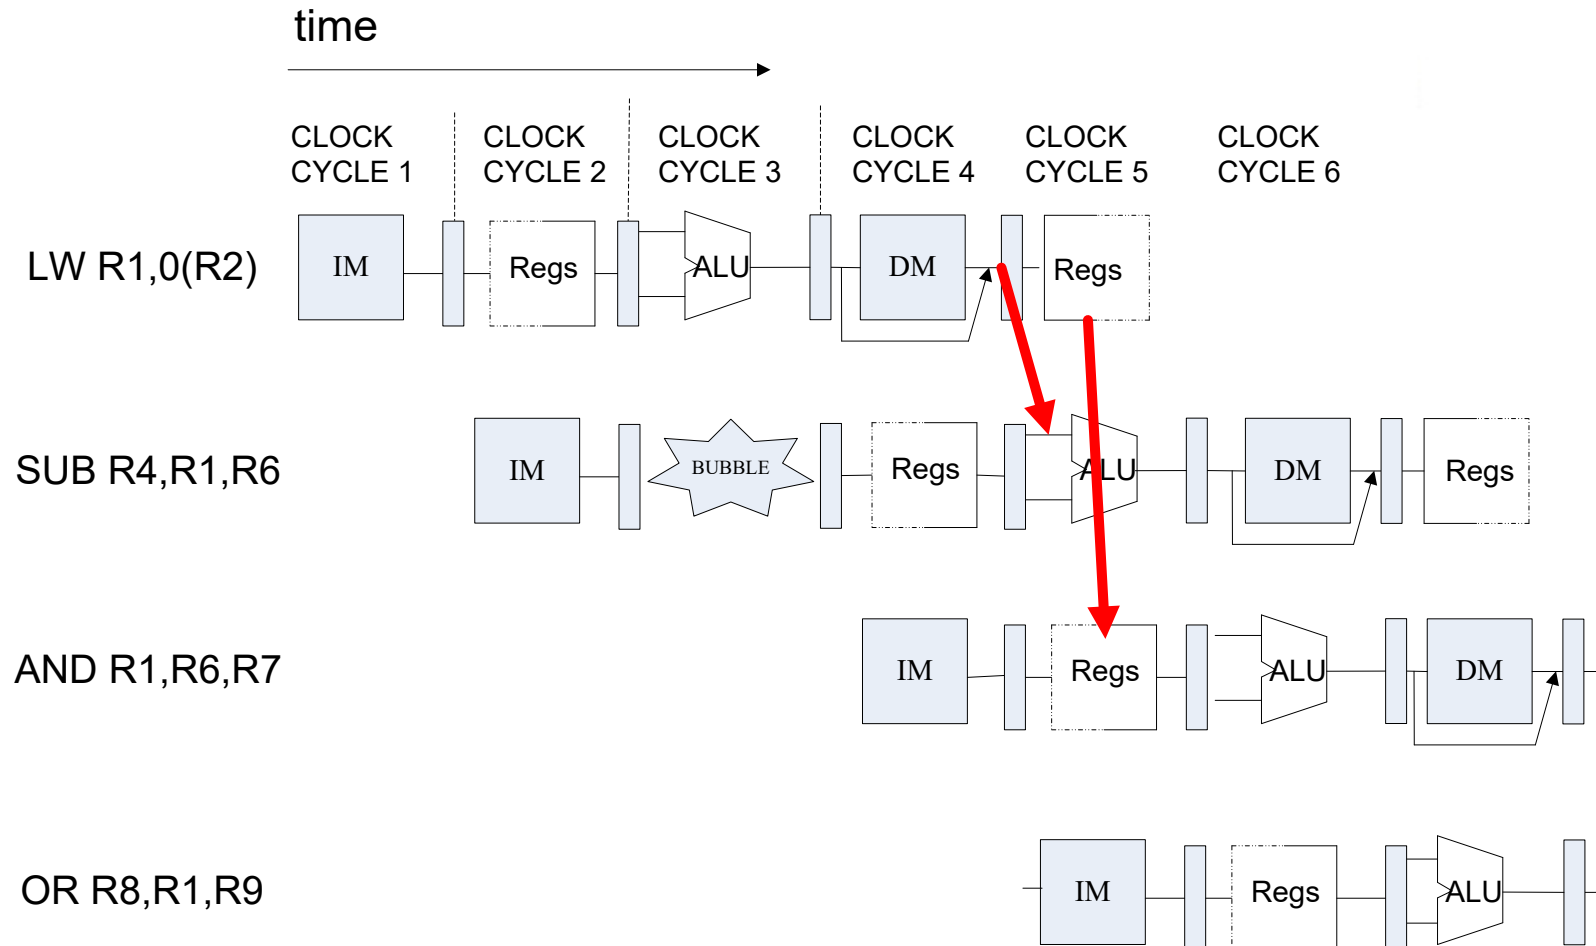 time
CLOCK
CYCLE 1
CLOCK
CYCLE 2
CLOCK
CYCLE 3
CLOCK
CYCLE 4
CLOCK
CYCLE 5
CLOCK
CYCLE 6
LW R1,0(R2)
IM
Regs
ALU
DM
Regs
SUB R4,R1,R6
IM
BUBBLE
Regs
ALU
DM
Regs
AND R1,R6,R7
IM
Regs
ALU
DM
OR R8,R1,R9
IM
Regs
ALU